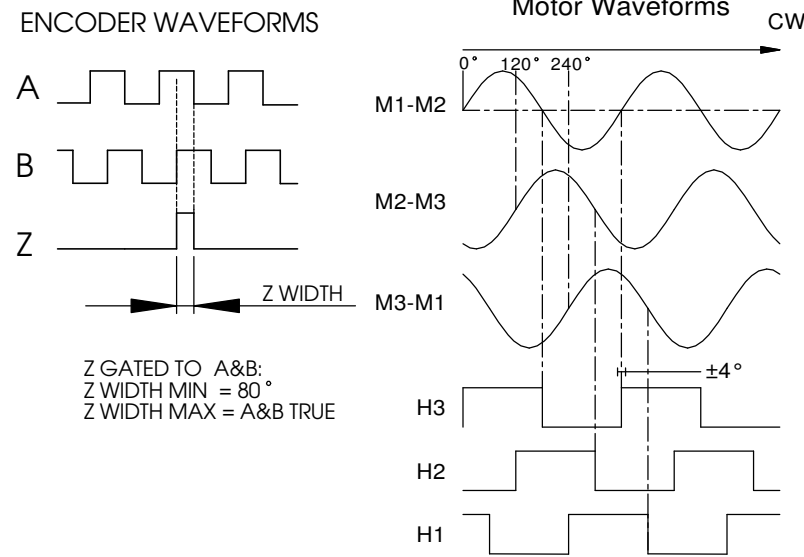 ENCODER WAVEFORMS
A
B
Z
Z WIDTH
Z GATED TO A&B:
Z WIDTH MIN = 80°
Z WIDTH MAX = A&B TRUE
Motor Waveforms
CW
0° 120° 240°
M1-M2
M2-M3
M3-M1
±4°
H3
H2
H1